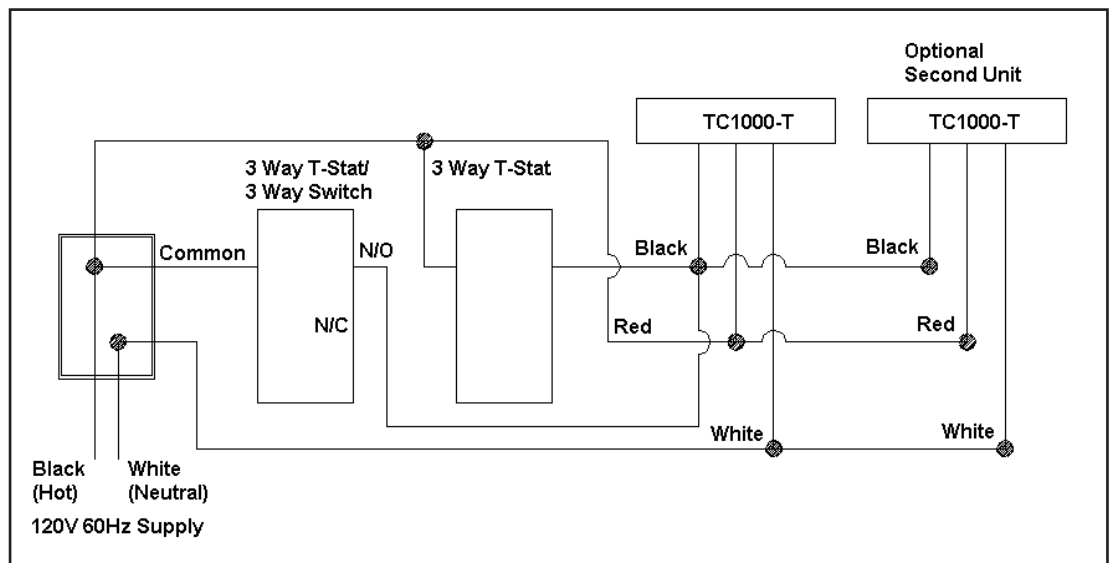 Optional
Second Unit
TC1000-T
TC1000-T
3 Way T-Stat/
3 Way Switch
3 Way T-Stat
Common
N/O
Black
Black
N/C
Red
Red
White
White
Black
(Hot)
White
(Neutral)
120V 60Hz Supply